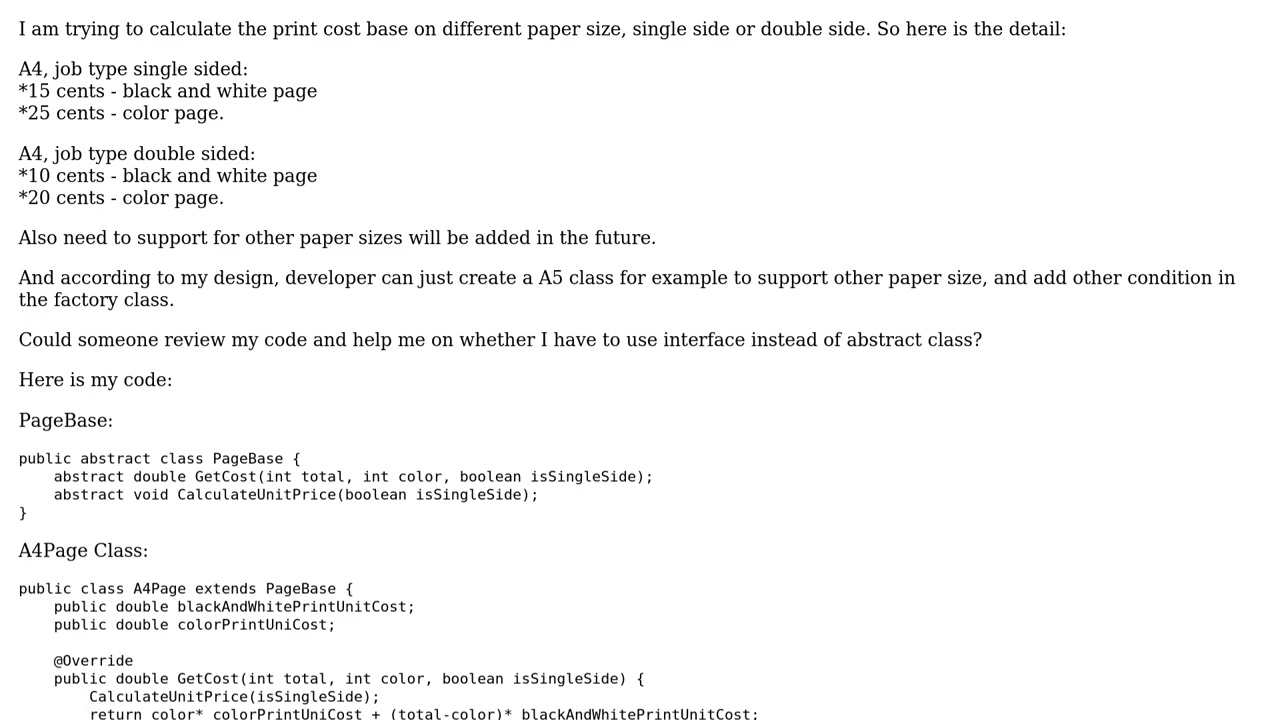 I am trying to calculate the print cost base on different paper size, single side or double side. So here is the detail:
A4, job type single sided:
*15 cents - black and white page
*25 cents - color page.
A4, job type double sided:
*10 cents - black and white page
*20 cents - color page.
Also need to support for other paper sizes will be added in the future.
And according to my design, developer can just create a A5 class for example to support other paper size, and add other condition in
the factory class.
Could someone review my code and help me on whether I have to use interface instead of abstract class?
Here is my code:
PageBase:
public abstract class PageBase {
    abstract double GetCost(int total, int color, boolean isSingleSide);
    abstract void CalculateUnitPrice(boolean isSingleSide);
}
A4Page Class:
public class A4Page extends PageBase {
    public double blackAndWhitePrintUnitCost;
    public double colorPrintUniCost;
    @Override
    public double GetCost(int total, int color, boolean isSingleSide) {
        CalculateUnitPrice(isSingleSide);
        return color* colorPrintUniCost + (total-color)* blackAndWhitePrintUnitCost;